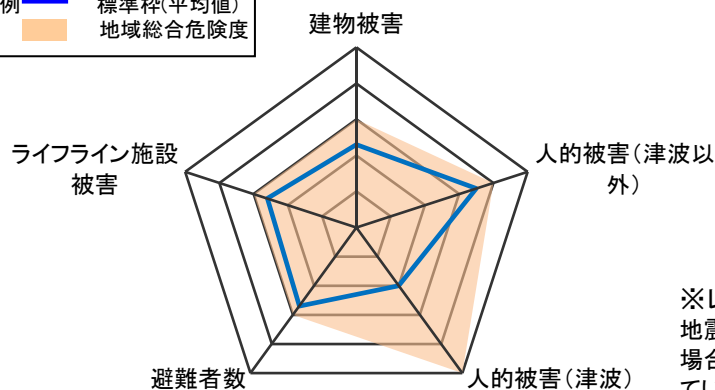 例 標準枠(平均値)
地域総合危険度
建物被害
ライフライン施設
被害
人的被害(津波以
外)
避難者数
人的被害(津波)
地震
場合